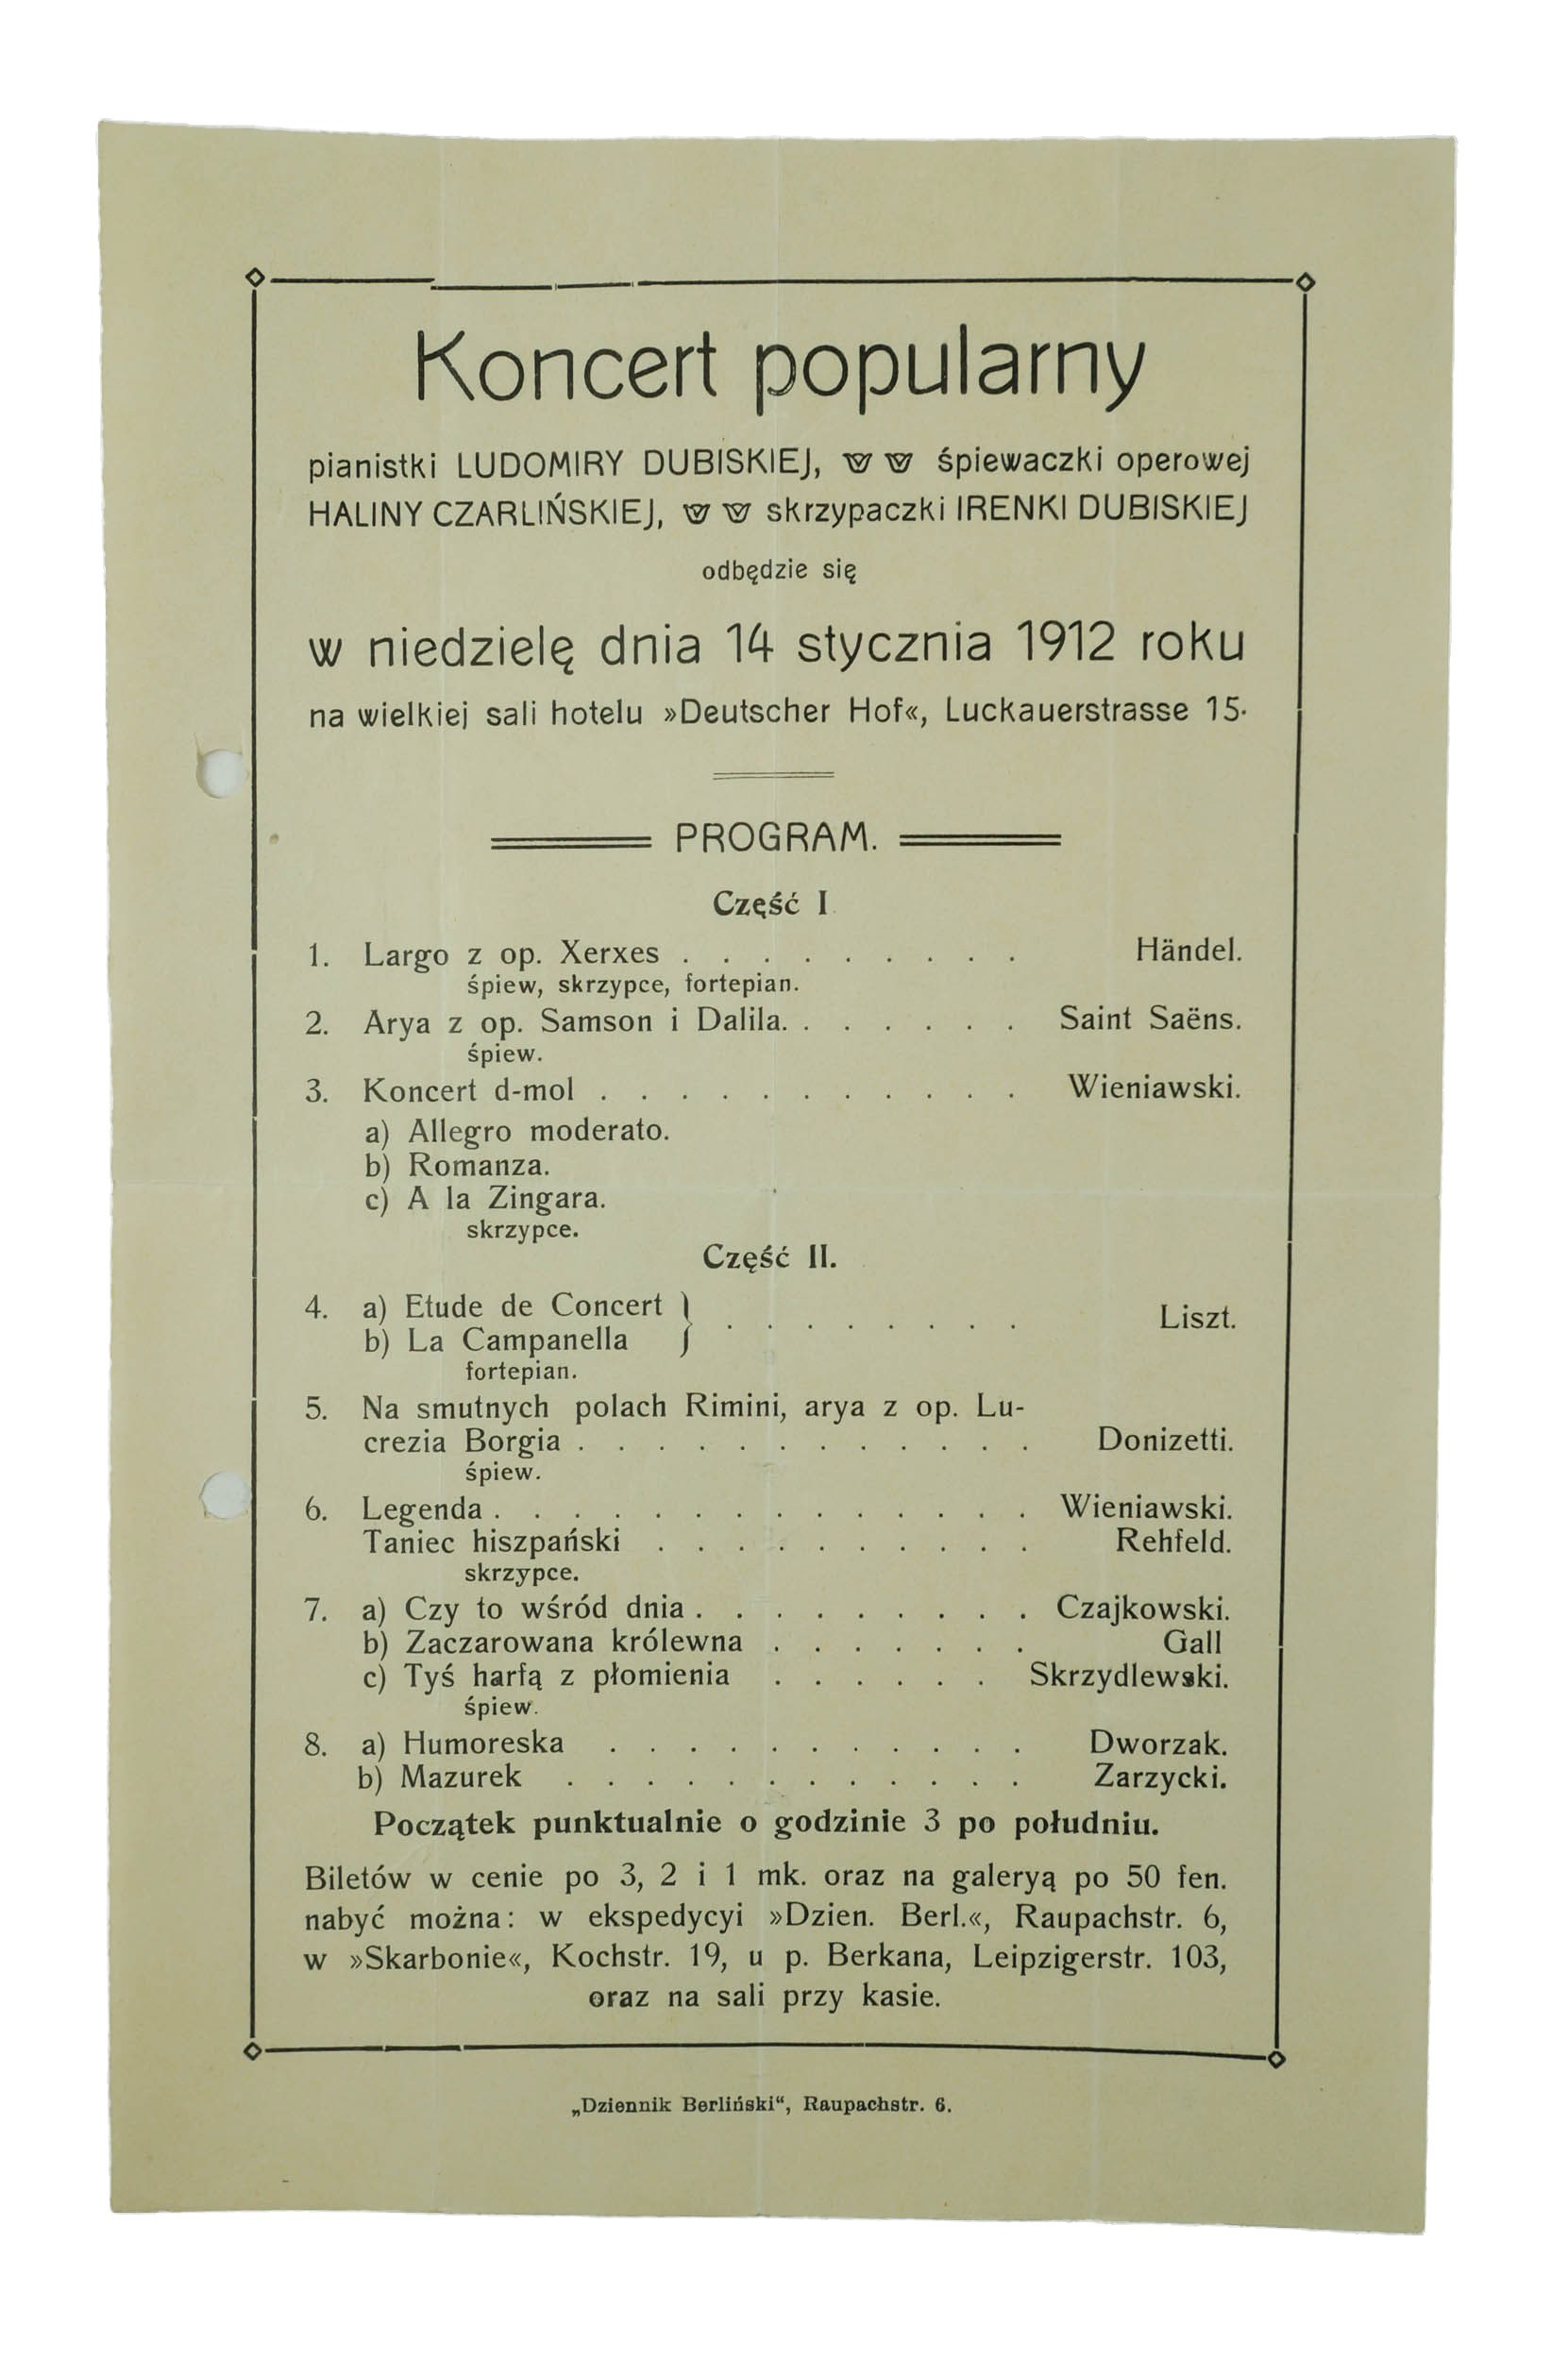 Koncert popularny
pianistki LUDOMIRY DUBISKIEJ, śpiewaczki operowej
HALINY CZARLIŃSKIEJ, skrzypaczki IRENKI DUBISKIEJ
odbędzie się
w niedzielę dnia 14 stycznia 1912 roku
na wielkiej sali hotelu »Deutscher Hof«, Luckauerstrasse 15.
PROGRAM.
Część I
1. Largo z op. Xerxes . . . . . . . . . Händel.
śpiew, skrzypce, fortepian.
2. Arya z op. Samson i Dalila. . . . . . . Saint Saëns.
śpiew.
3. Koncert d-mol . . . . . . . . . . . Wieniawski.
a) Allegro moderato.
b) Romanza.
c) A la Zingara.
skrzypce.
Część II.
4. a) Etude de Concert } . . . . . . . . Liszt.
b) La Campanella
fortepian.
5. Na smutnych polach Rimini, arya z op. Lu-
crezia Borgia . . . . . . . . . . . . Donizetti.
śpiew.
6. Legenda . . . . . . . . . . . . . . Wieniawski.
Taniec hiszpański . . . . . . . . . . Rehfeld.
skrzypce.
7. a) Czy to wśród dnia . . . . . . . . . Czajkowski.
b) Zaczarowana królewna . . . . . . . Gall
c) Tyś harfą z płomienia . . . . . . Skrzydlewski.
śpiew.
8. a) Humoreska . . . . . . . . . . . Dworzak.
b) Mazurek . . . . . . . . . . . . Zarzycki.
Początek punktualnie o godzinie 3 po południu.
Biletów w cenie po 3, 2 i 1 mk. oraz na galeryą po 50 fen.
nabyć można: w ekspedycyi »Dzien. Berl.«, Raupachstr. 6,
w »Skarbonie«, Kochstr. 19, u p. Berkana, Leipzigerstr. 103,
oraz na sali przy kasie.
„Dziennik Berliński“, Raupachstr. 6.